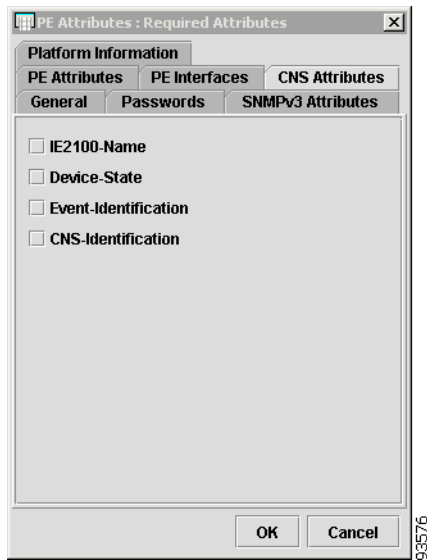 PE Attributes : Required Attributes
Platform Information
PE Attributes PE Interfaces CNS Attributes
General Passwords SNMPv3 Attributes
IE2100-Name
Device-State
Event-Identification
CNS-Identification
OK Cancel
93576